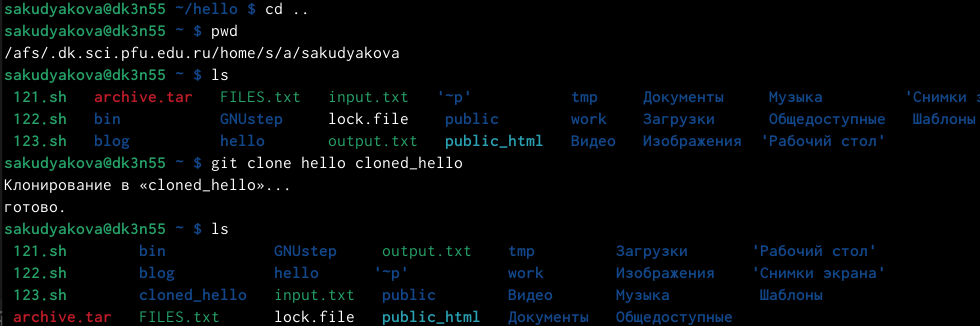 sakudyakova@dk3n55 ~/hello $ cd ..
sakudyakova@dk3n55 ~ $ pwd
/afs/.dk.sci.pfu.edu.ru/home/s/a/sakudyakova
sakudyakova@dk3n55 ~ $ ls
121.sh archive.tar FILES.txt input.txt '~p' tmp Документы Музыка 'Снимки
122.sh bin GNUstep lock.file public work Загрузки Общедоступные Шаблоны
123.sh blog hello output.txt public_html Видео Изображения 'Рабочий стол'
sakudyakova@dk3n55 ~ $ git clone hello cloned_hello
Клонирование в «cloned_hello»...
готово.
sakudyakova@dk3n55 ~ $ ls
121.sh bin GNUstep output.txt tmp Загрузки 'Рабочий стол'
122.sh blog hello '~p' work Изображения 'Снимки экрана'
123.sh cloned_hello input.txt public Видео Музыка Шаблоны
archive.tar FILES.txt lock.file public_html Документы Общедоступные